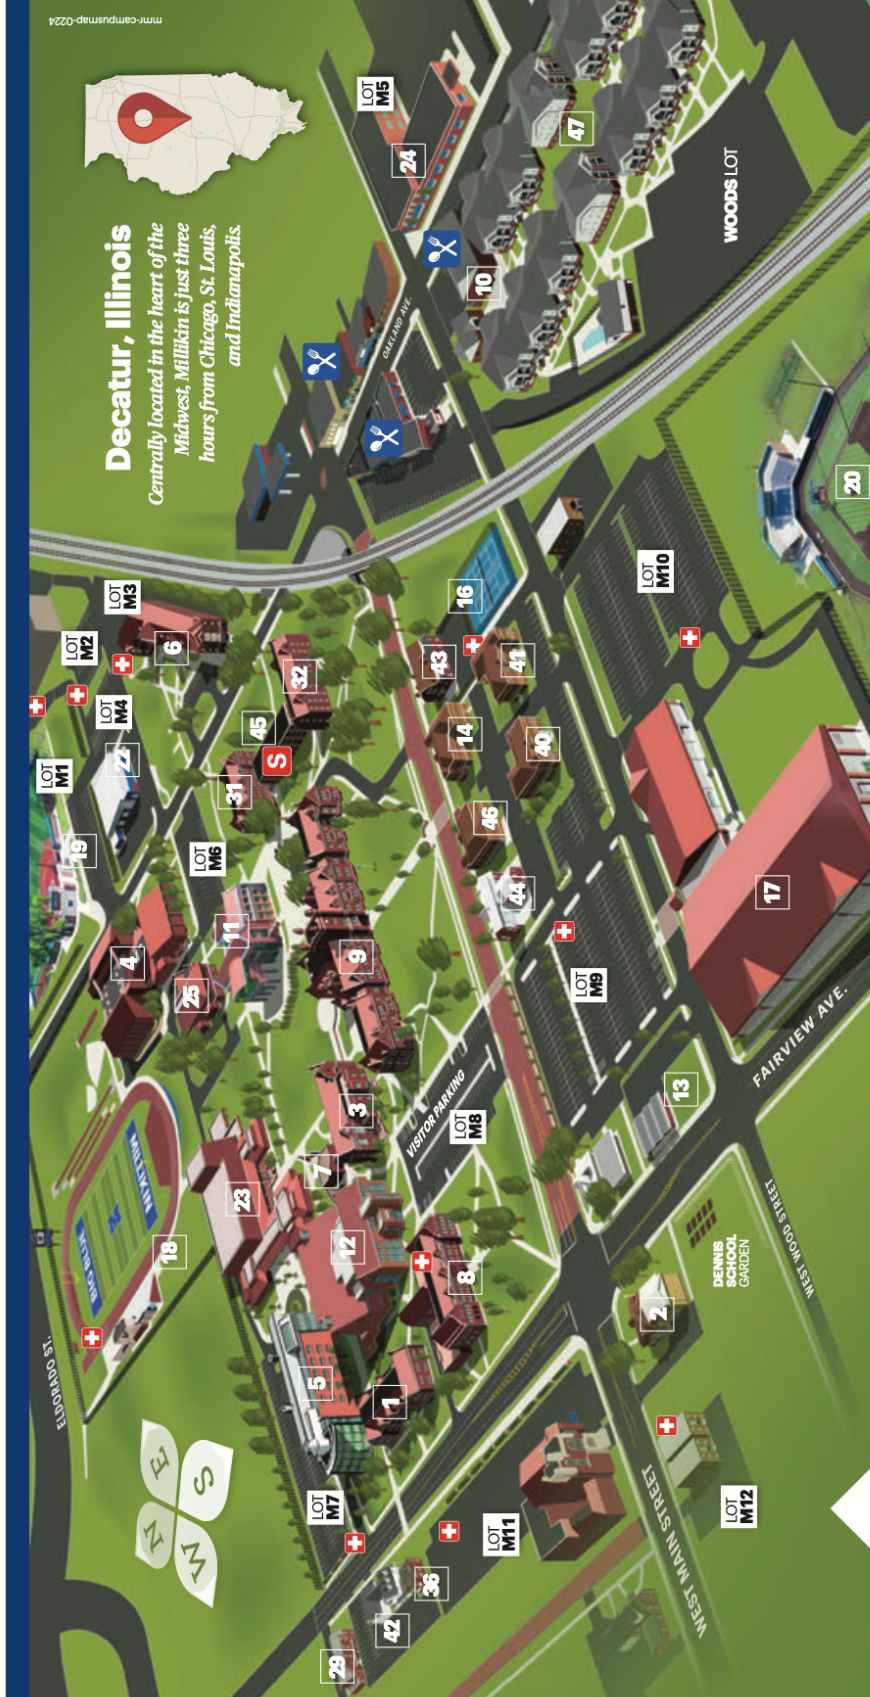 mmr-campusmap-0224
Decatur, Illinois
Centrally located in the heart of the
Midwest, Millikin is just three
hours from Chicago, St. Louis,
and Indianapolis.
LOT
M5
24
47
WOODS LOT
10
OAKLAND AVE.
20
LOT
M3
LOT
M2
6
LOT
M4
LOT
M1
22
19
45
32
S
31
LOT
M6
16
43
41
14
40
46
44
LOT
M10
17
4
25
11
9
LOT
M9
13
FAIRVIEW AVE.
VISITOR PARKING
LOT
M8
3
7
23
12
8
MILLIKIN
M
BIG BLUE
18
ELDORADO ST.
5
1
2
DENNIS
SCHOOL
GARDEN
WEST WOOD STREET
N
E
S
W
LOT
M7
LOT
M11
LOT
M12
WEST MAIN STREET
36
42
29